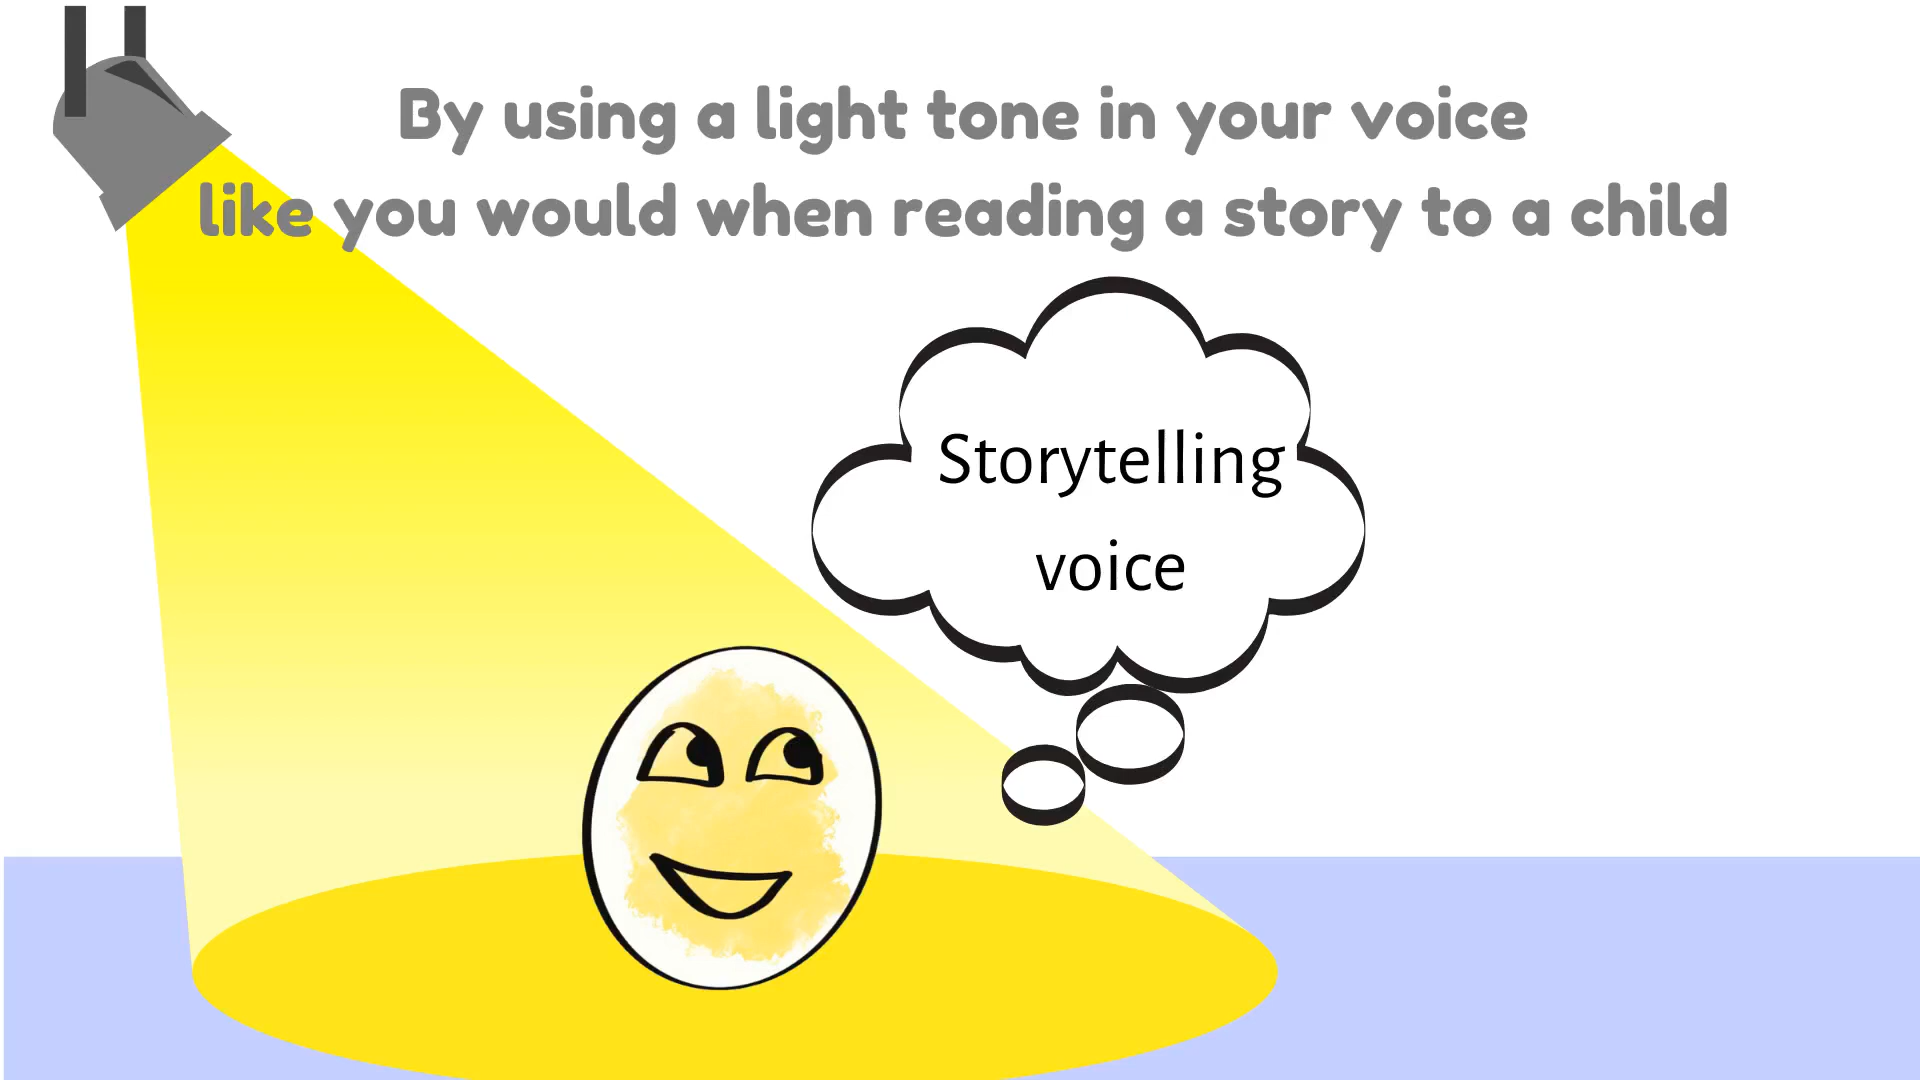 By using a light tone in your voice
like you would when reading a story to a child
Storytelling
voice